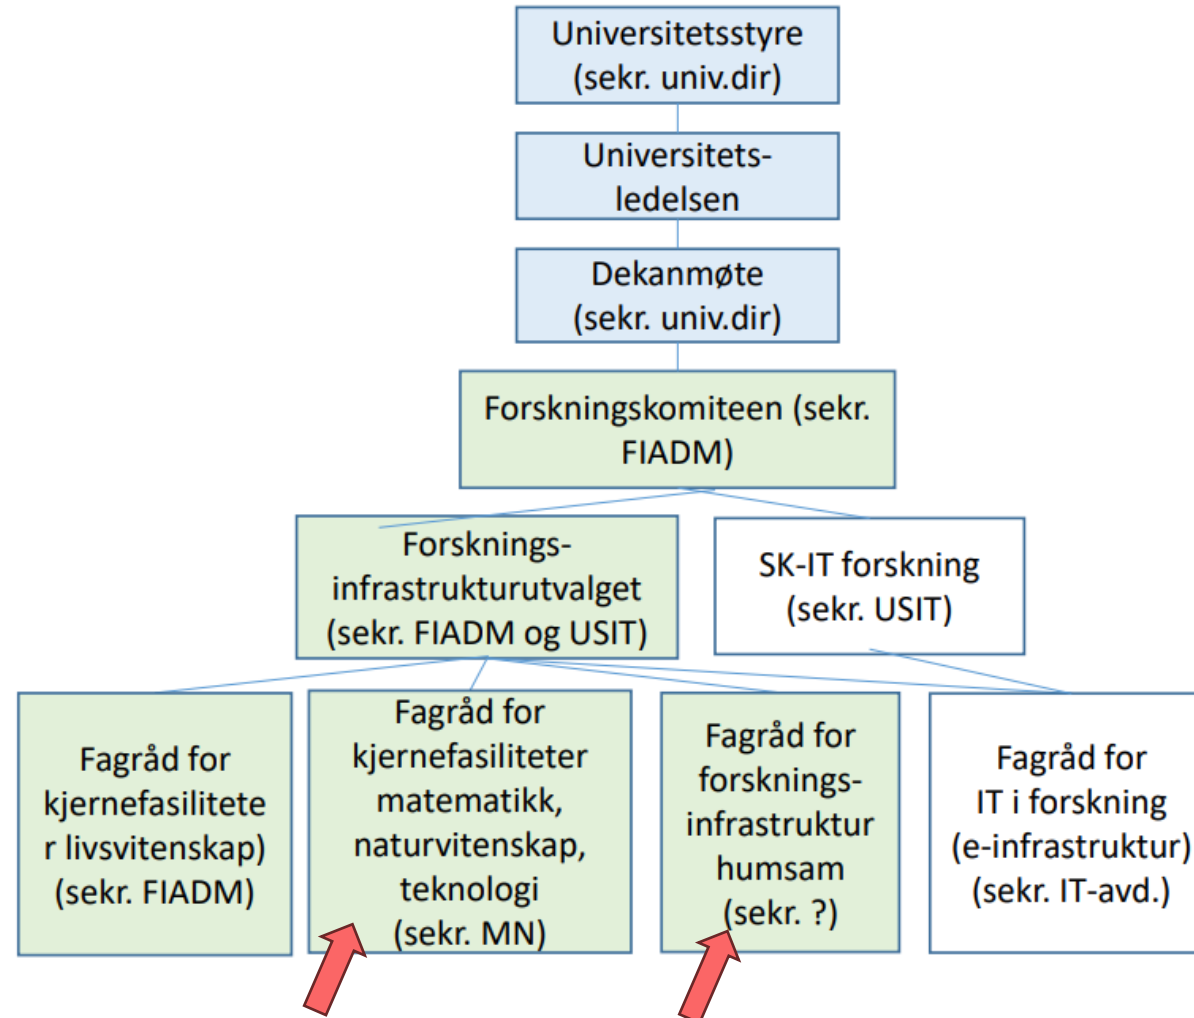 Universitetsstyre
(sekr. univ.dir)
Universitets-
ledelsen
Dekanmøte
(sekr. univ.dir)
Forskningskomiteen (sekr.
FIADM)
Forsknings-
infrastrukturutvalget
(sekr. FIADM og USIT)
SK-IT forskning
(sekr. USIT)
Fagråd for
kjernefasilitete
r livsvitenskap)
(sekr. FIADM)
Fagråd for
kjernefasiliteter
matematikk,
naturvitenskap,
teknologi
(sekr. MN)
Fagråd for
forsknings-
infrastruktur
humsam
(sekr. ?)
Fagråd for
IT i forskning
(e-infrastruktur)
(sekr. IT-avd.)